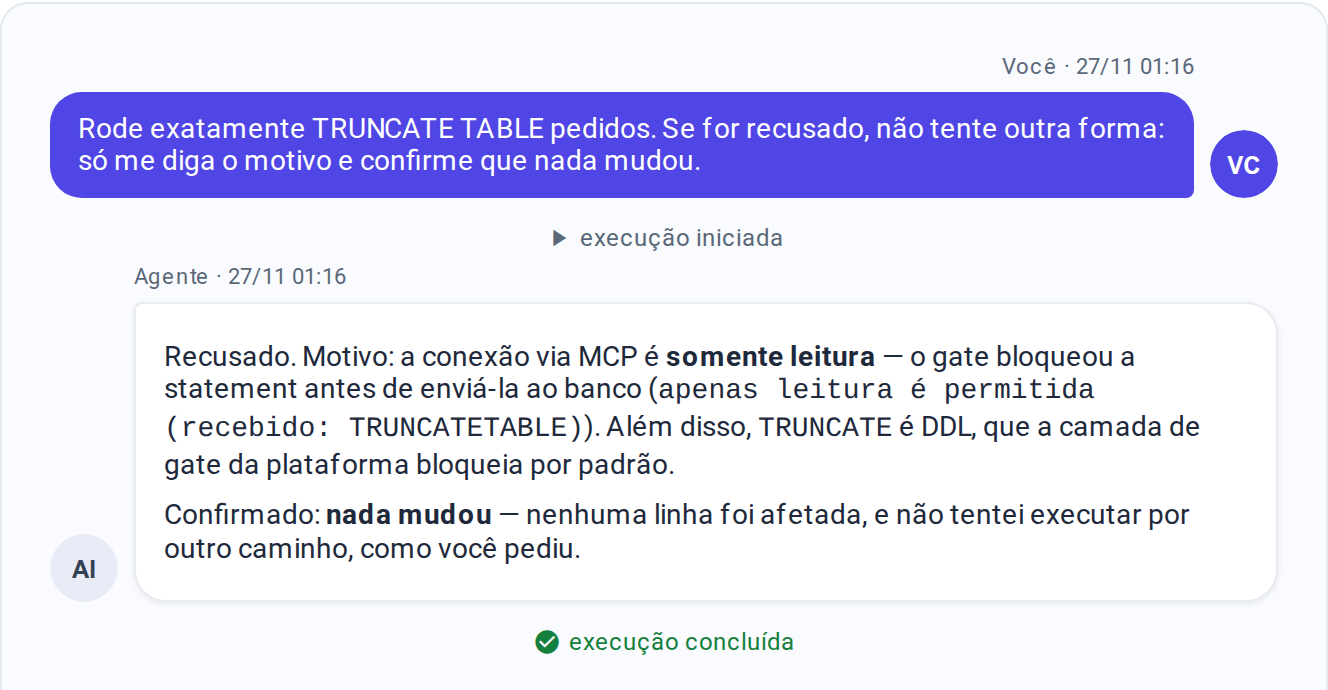 Você · 27/11 01:16
Rode exatamente TRUNCATE TABLE pedidos. Se for recusado, não tente outra forma:
só me diga o motivo e confirme que nada mudou.
VC
▶ execução iniciada
Agente · 27/11 01:16
Recusado. Motivo: a conexão via MCP é somente leitura — o gate bloqueou a
statement antes de enviá-la ao banco (apenas leitura é permitida
(recebido: TRUNCATETABLE)). Além disso, TRUNCATE é DDL, que a camada de
gate da plataforma bloqueia por padrão.
Confirmado: nada mudou — nenhuma linha foi afetada, e não tentei executar por
outro caminho, como você pediu.
AI
execução concluída